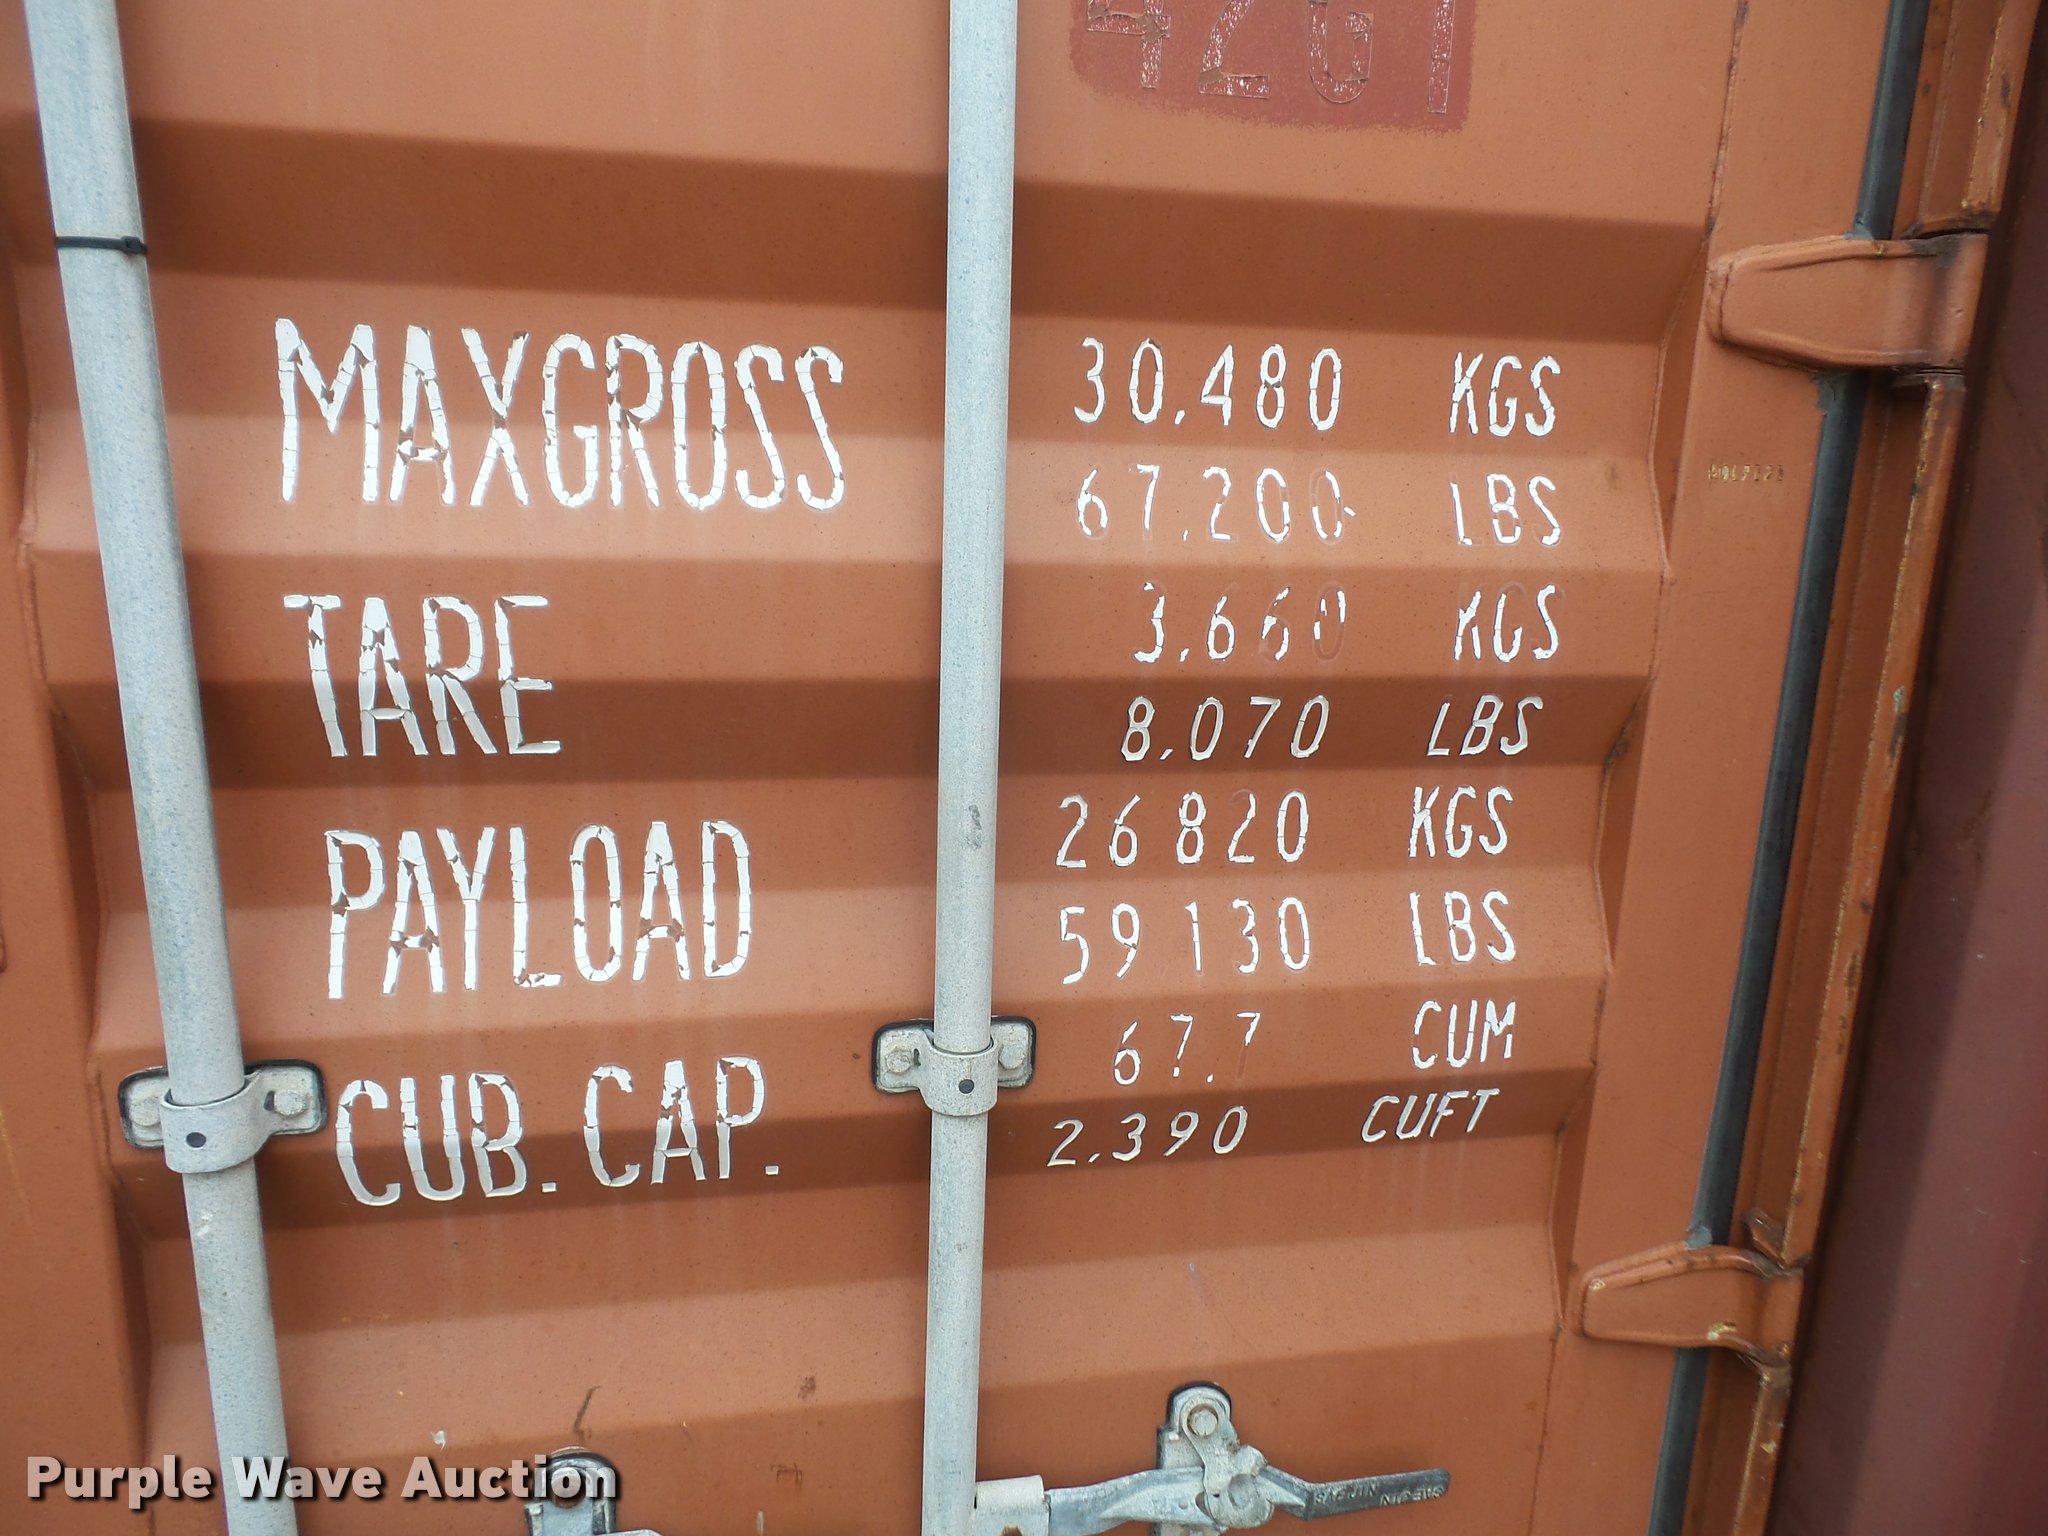 42G1
MAXGROSS 30.480 KGS
67.200 LBS
TARE 3.660 KGS
8.070 LBS
PAYLOAD 26820 KGS
59130 LBS
CUB. CAP. 67.7 CUM
2.390 CUFT
Purple Wave Auction